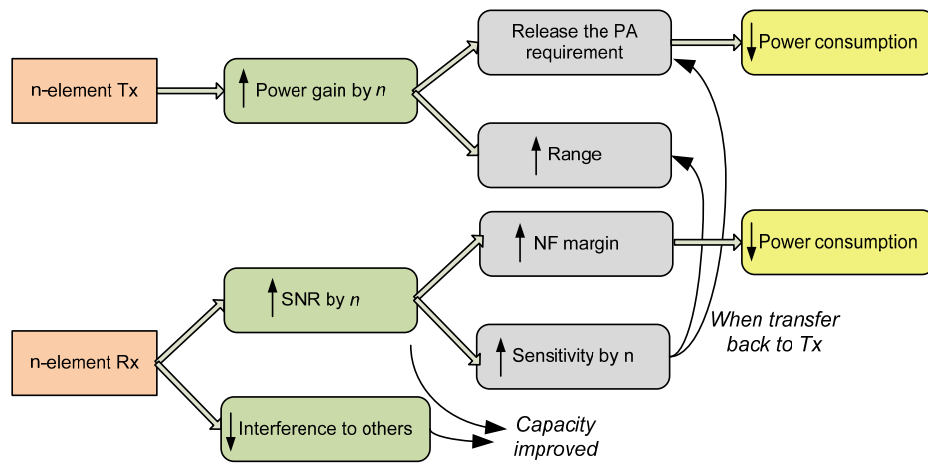 n-element Tx
Power gain by n
Release the PA
requirement
Power consumption
Range
n-element Rx
SNR by n
NF margin
Power consumption
Sensitivity by n
When transfer
back to Tx
Interference to others
Capacity
improved